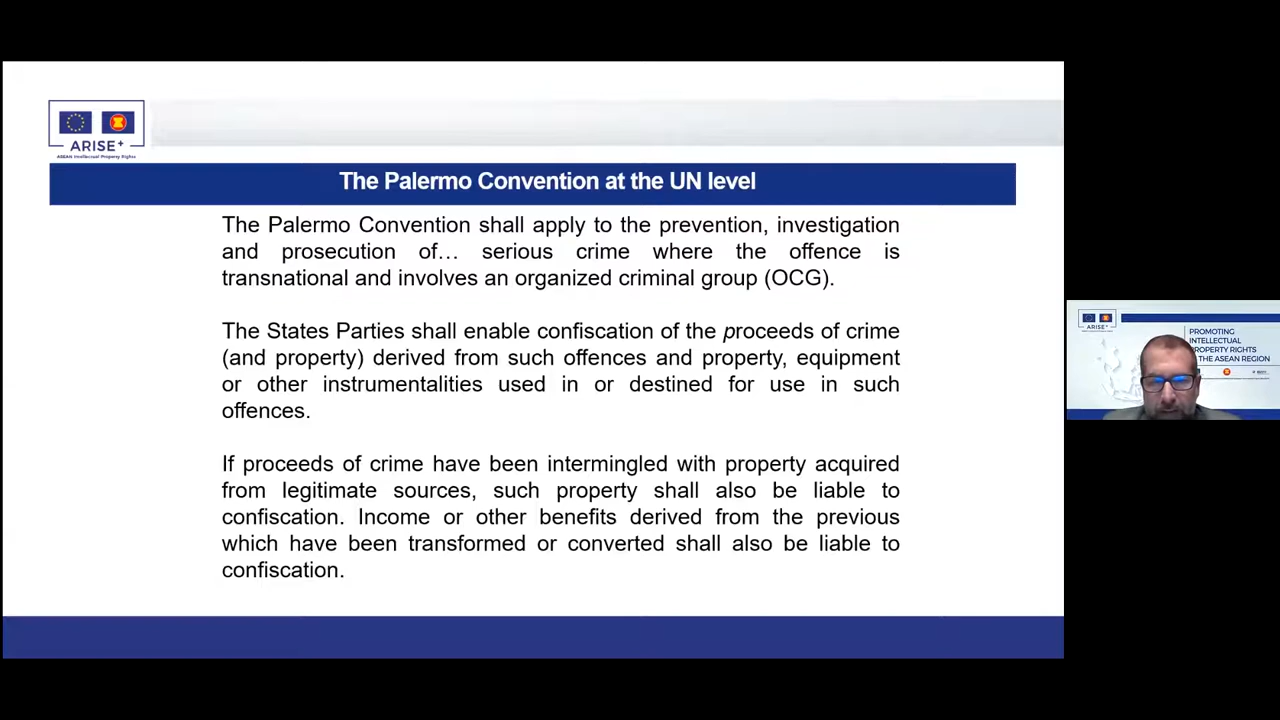 ARISE+
ASEAN Intellectual Property Rights
The Palermo Convention at the UN level
The Palermo Convention shall apply to the prevention, investigation
and prosecution of… serious crime where the offence is
transnational and involves an organized criminal group (OCG).
The States Parties shall enable confiscation of the proceeds of crime
(and property) derived from such offences and property, equipment
or other instrumentalities used in or destined for use in such
offences.
If proceeds of crime have been intermingled with property acquired
from legitimate sources, such property shall also be liable to
confiscation. Income or other benefits derived from the previous
which have been transformed or converted shall also be liable to
confiscation.
ARISE+
PROMOTING
INTELLECTUAL
PROPERTY RIGHTS
THE ASEAN REGION